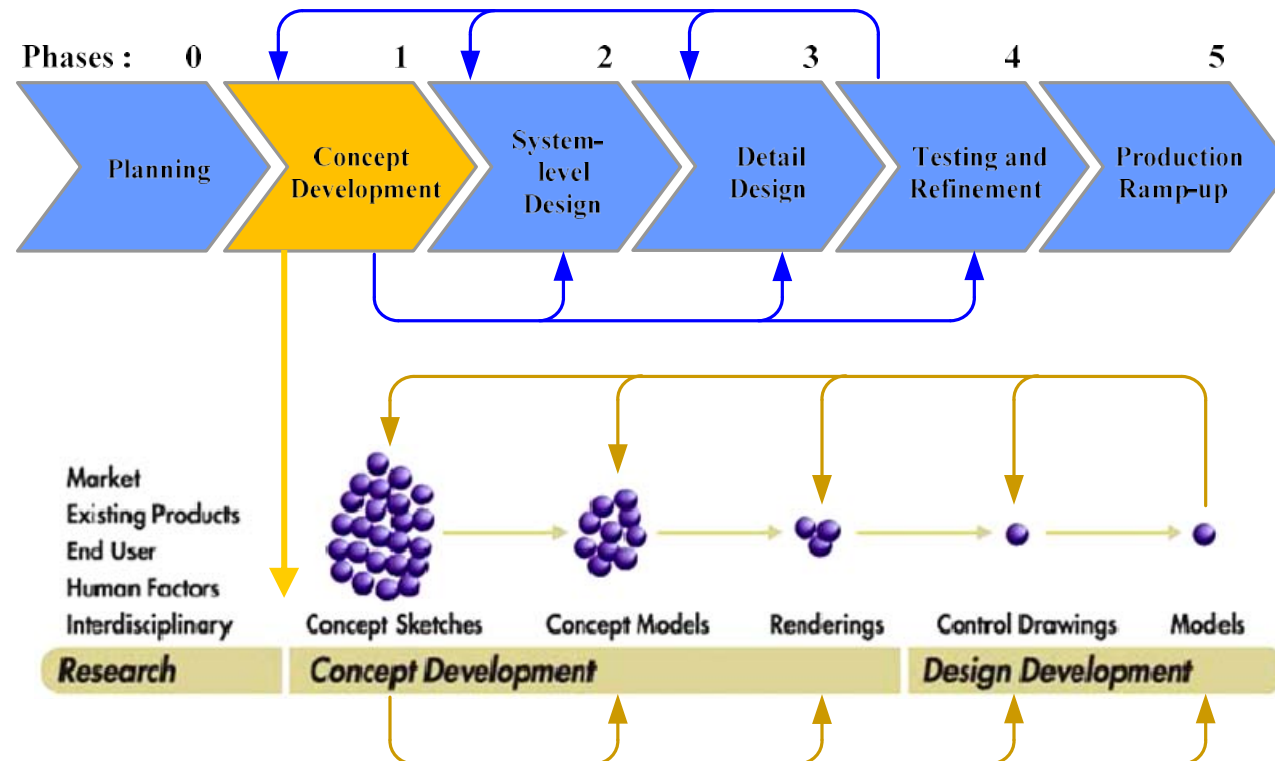 Phases : 0 1 2 3 4 5
Planning
Concept
Development
System-
level
Design
Detail
Design
Testing and
Refinement
Production
Ramp-up
Market
Existing Products
End User
Human Factors
Interdisciplinary
Concept Sketches
Concept Models
Renderings
Control Drawings
Models
Research
Concept Development
Design Development